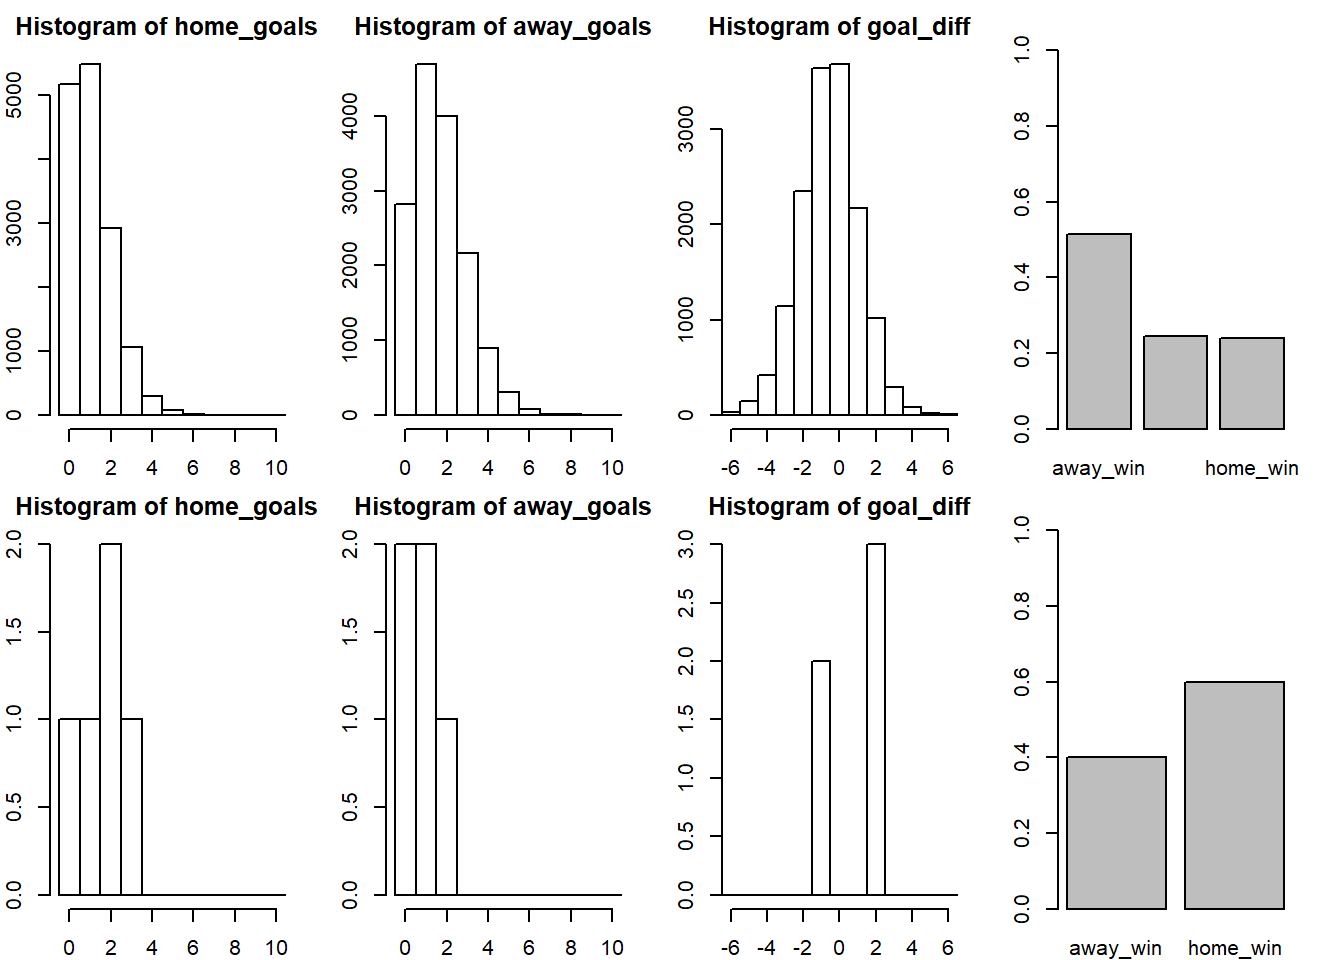 Histogram of home_goals
0 1000 3000 5000
0 2 4 6 8 10
Histogram of away_goals
0 1000 2000 3000 4000
0 2 4 6 8 10
Histogram of goal_diff
0 1000 2000 3000
-6 -4 -2 0 2 4 6
0.0 0.2 0.4 0.6 0.8 1.0
away_win home_win
Histogram of home_goals
0.0 0.5 1.0 1.5 2.0
0 2 4 6 8 10
Histogram of away_goals
0.0 0.5 1.0 1.5 2.0
0 2 4 6 8 10
Histogram of goal_diff
0.0 0.5 1.0 1.5 2.0 2.5 3.0
-6 -4 -2 0 2 4 6
0.0 0.2 0.4 0.6 0.8 1.0
away_win home_win